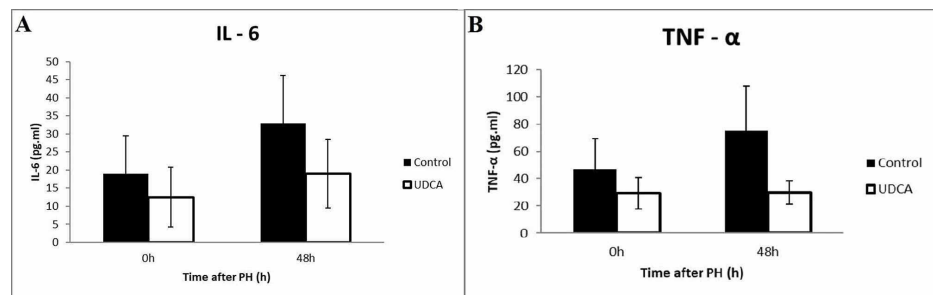 A
IL - 6
IL-6 (pg.ml)
50
45
40
35
30
25
20
15
10
5
0
0h
48h
Time after PH (h)
Control
UDCA
B
TNF - α
TNF-α (pg.ml)
120
100
80
60
40
20
0
0h
48h
Time after PH (h)
Control
UDCA